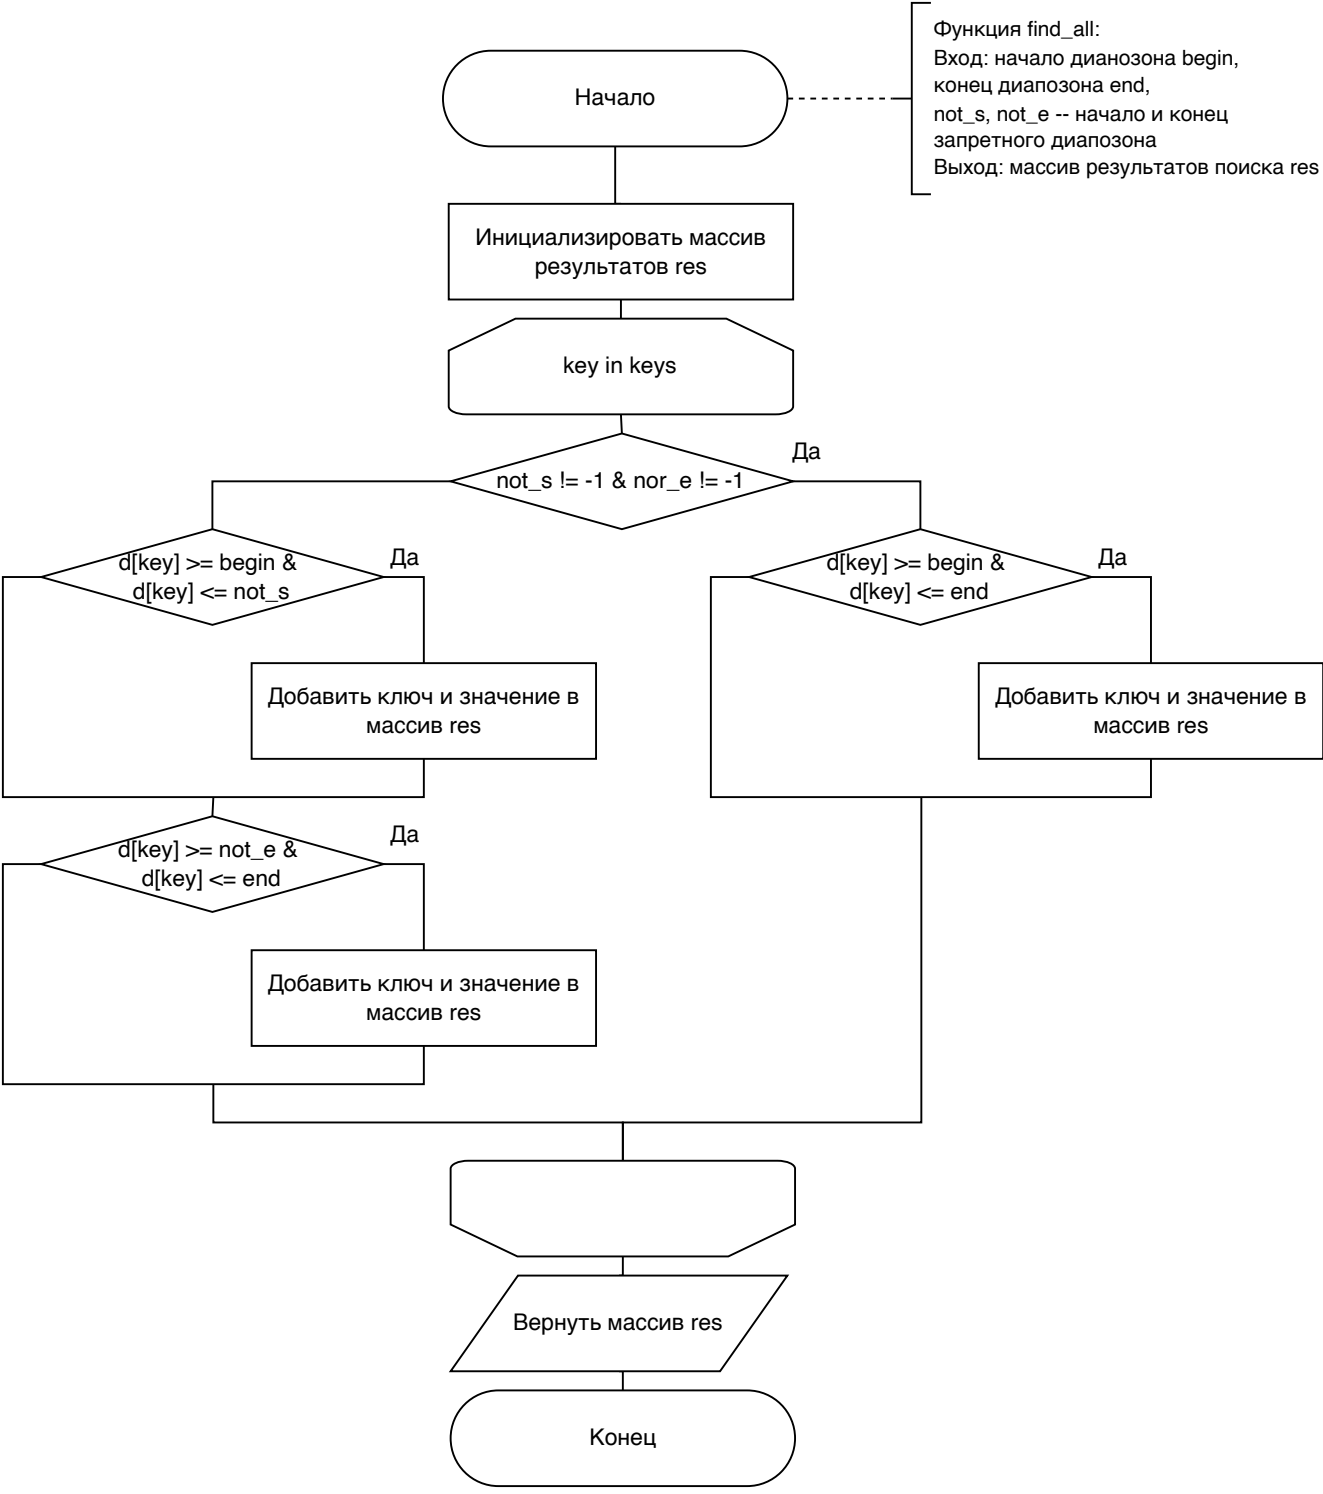 Функция find_all:
Вход: начало дианозона begin,
конец диапозона end,
not_s, not_e -- начало и конец
запретного диапозона
Выход: массив результатов поиска res
Начало
Инициализировать массив
результатов res
key in keys
not_s != -1 & nor_e != -1
Да
d[key] >= begin &
d[key] <= not_s
Да
d[key] >= begin &
d[key] <= end
Да
Добавить ключ и значение в
массив res
Добавить ключ и значение в
массив res
d[key] >= not_e &
d[key] <= end
Да
Добавить ключ и значение в
массив res
Вернуть массив res
Конец